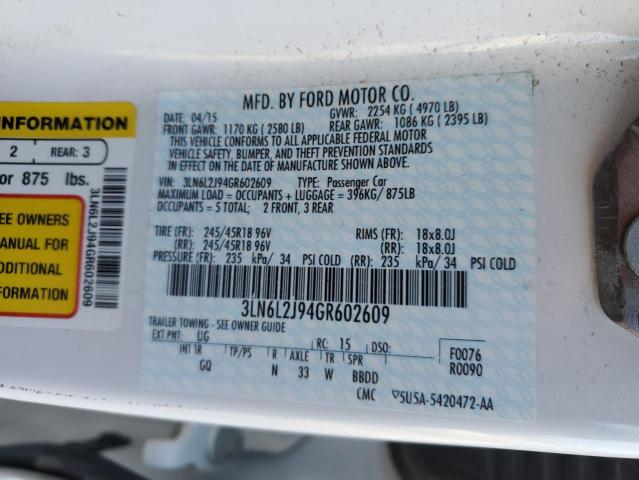 INFORMATION
2 REAR: 3
or 875 lbs.
EE OWNERS
MANUAL FOR
ADDITIONAL
INFORMATION
3LN6L2J94GR602609
MFD. BY FORD MOTOR CO.
DATE: 04/15 GVWR: 2254 KG ( 4970 LB)
FRONT GAWR: 1170 KG ( 2580 LB) REAR GAWR: 1086 KG ( 2395 LB)
THIS VEHICLE CONFORMS TO ALL APPLICABLE FEDERAL MOTOR
VEHICLE SAFETY, BUMPER, AND THEFT PREVENTION STANDARDS
IN EFFECT ON THE DATE OF MANUFACTURE SHOWN ABOVE.
VIN: 3LN6L2J94GR602609 TYPE: Passenger Car
MAXIMUM LOAD = OCCUPANTS + LUGGAGE = 396KG/ 875LB
OCCUPANTS = 5 TOTAL; 2 FRONT, 3 REAR
TIRE (FR): 245/45R18 96V RIMS (FR): 18x8.0J
(RR): 245/45R18 96V (RR): 18x8.0J
PRESSURE (FR): 235 kPa/ 34 PSI COLD (RR): 235 kPa/ 34 PSI COLD
3LN6L2J94GR602609
TRAILER TOWING - SEE OWNER GUIDE
EXT PNT: UG RC: 15 DSO: F0076
INT TR TP/PS R AXLE TR SPR R0090
GQ N 33 W BBDD
CMC 5U5A-5420472-AA